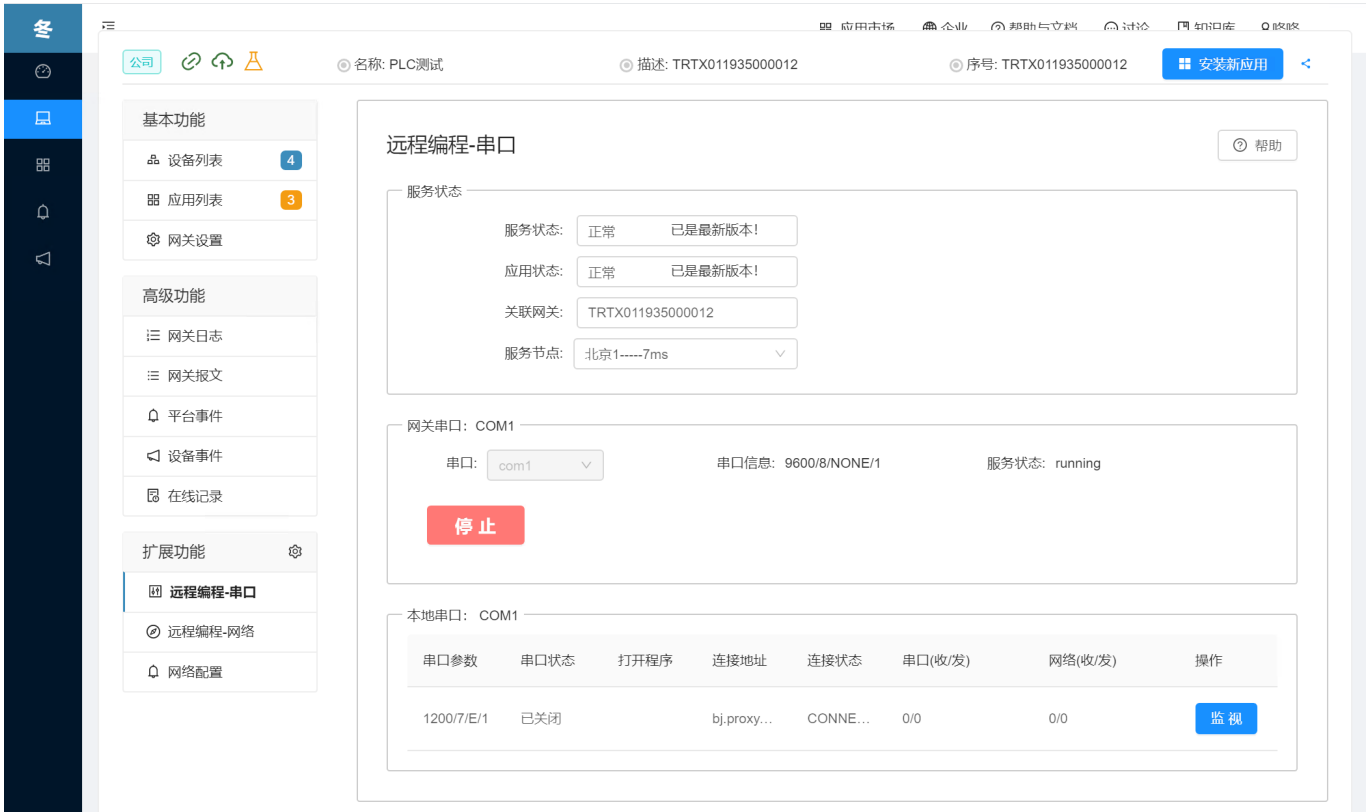 冬
应用市场 企业 帮助与文档 讨论 知识库 咚咚
公司 名称: PLC测试 描述: TRTX011935000012 序号: TRTX011935000012 安装新应用
基本功能
设备列表 4
应用列表 3
网关设置
高级功能
网关日志
网关报文
平台事件
设备事件
在线记录
扩展功能
远程编程-串口
远程编程-网络
网络配置
远程编程-串口
帮助
服务状态
服务状态: 正常 已是最新版本!
应用状态: 正常 已是最新版本!
关联网关: TRTX011935000012
服务节点: 北京1-----7ms
网关串口: COM1
串口: com1 串口信息: 9600/8/NONE/1 服务状态: running
停 止
本地串口: COM1
串口参数 串口状态 打开程序 连接地址 连接状态 串口(收/发) 网络(收/发) 操作
1200/7/E/1 已关闭 bj.proxy... CONNE... 0/0 0/0 监 视